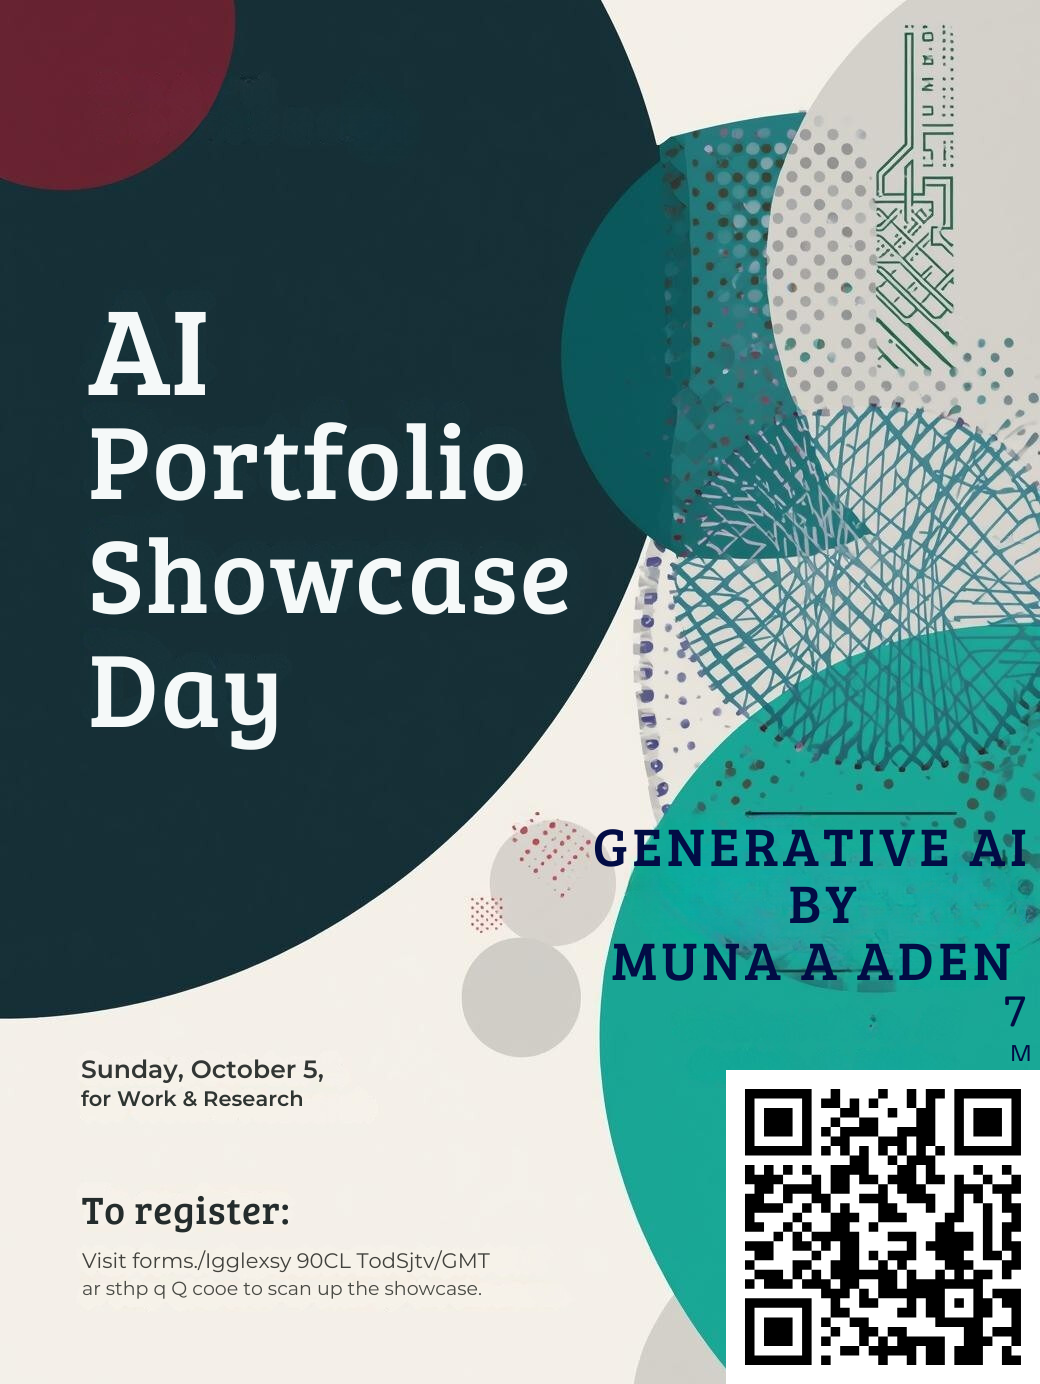 AI
Portfolio
Showcase
Day
GENERATIVE AI
BY
MUNA A ADEN
7
M
Sunday, October 5,
for Work & Research
To register:
Visit forms./Igglexsy 90CL TodSjtv/GMT
ar sthp q Q cooe to scan up the showcase.